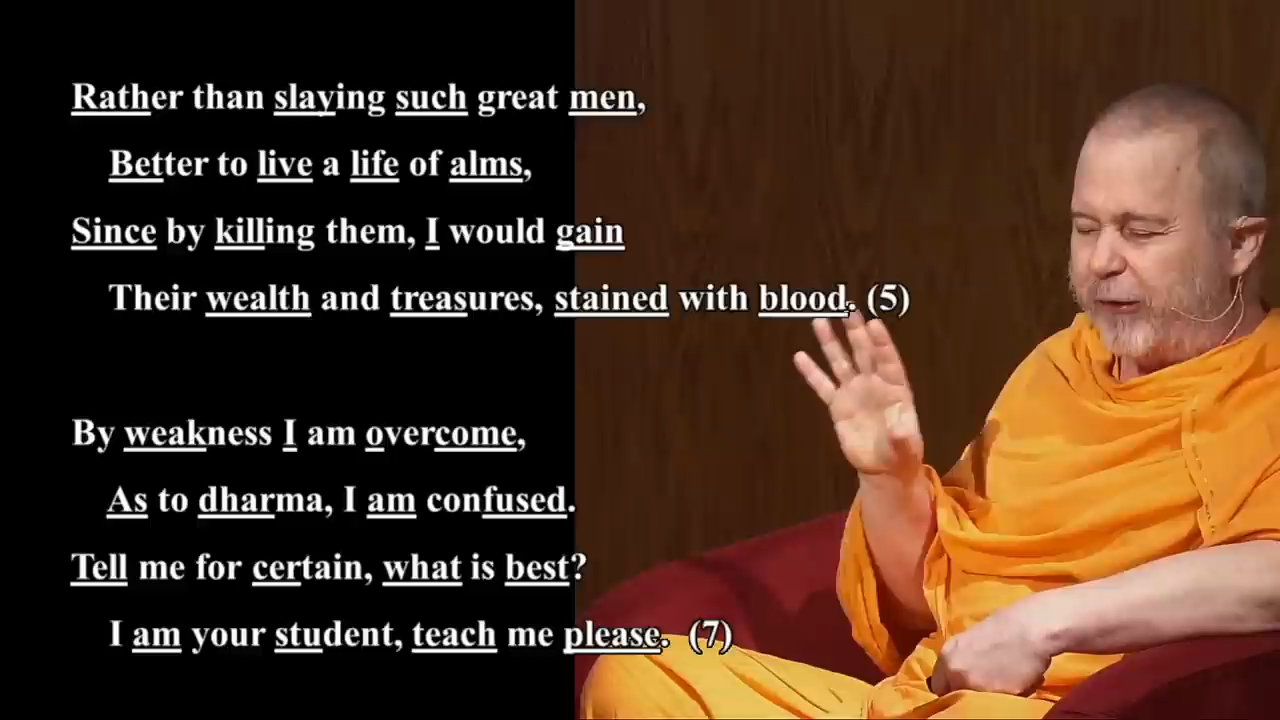 Rather than slaying such great men,
Better to live a life of alms,
Since by killing them, I would gain
Their wealth and treasures, stained with blood. (5)
By weakness I am overcome,
As to dharma, I am confused.
Tell me for certain, what is best?
I am your student, teach me please. (7)